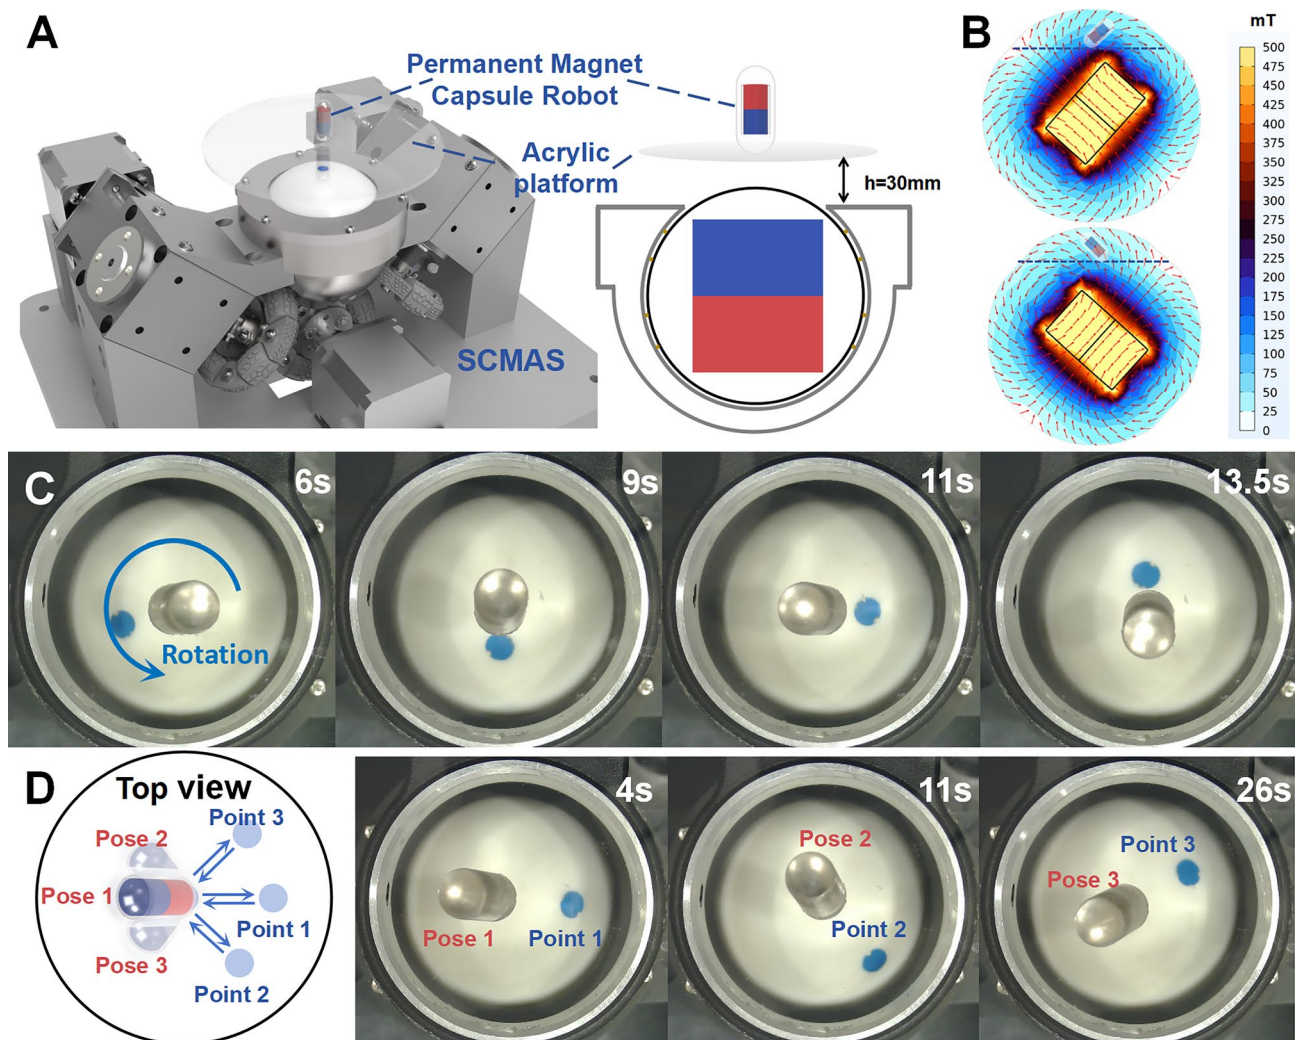 A
Permanent Magnet
Capsule Robot
Acrylic
platform
h=30mm
SCMAS
B
mT
500
475
450
425
400
375
350
325
300
275
250
225
200
175
150
125
100
75
50
25
0
C
6s
9s
11s
13.5s
Rotation
D
Top view
Point 3
Pose 2
Pose 1
Point 1
Pose 3
Point 2
4s
Pose 1
Point 1
11s
Pose 2
Point 2
26s
Point 3
Pose 3